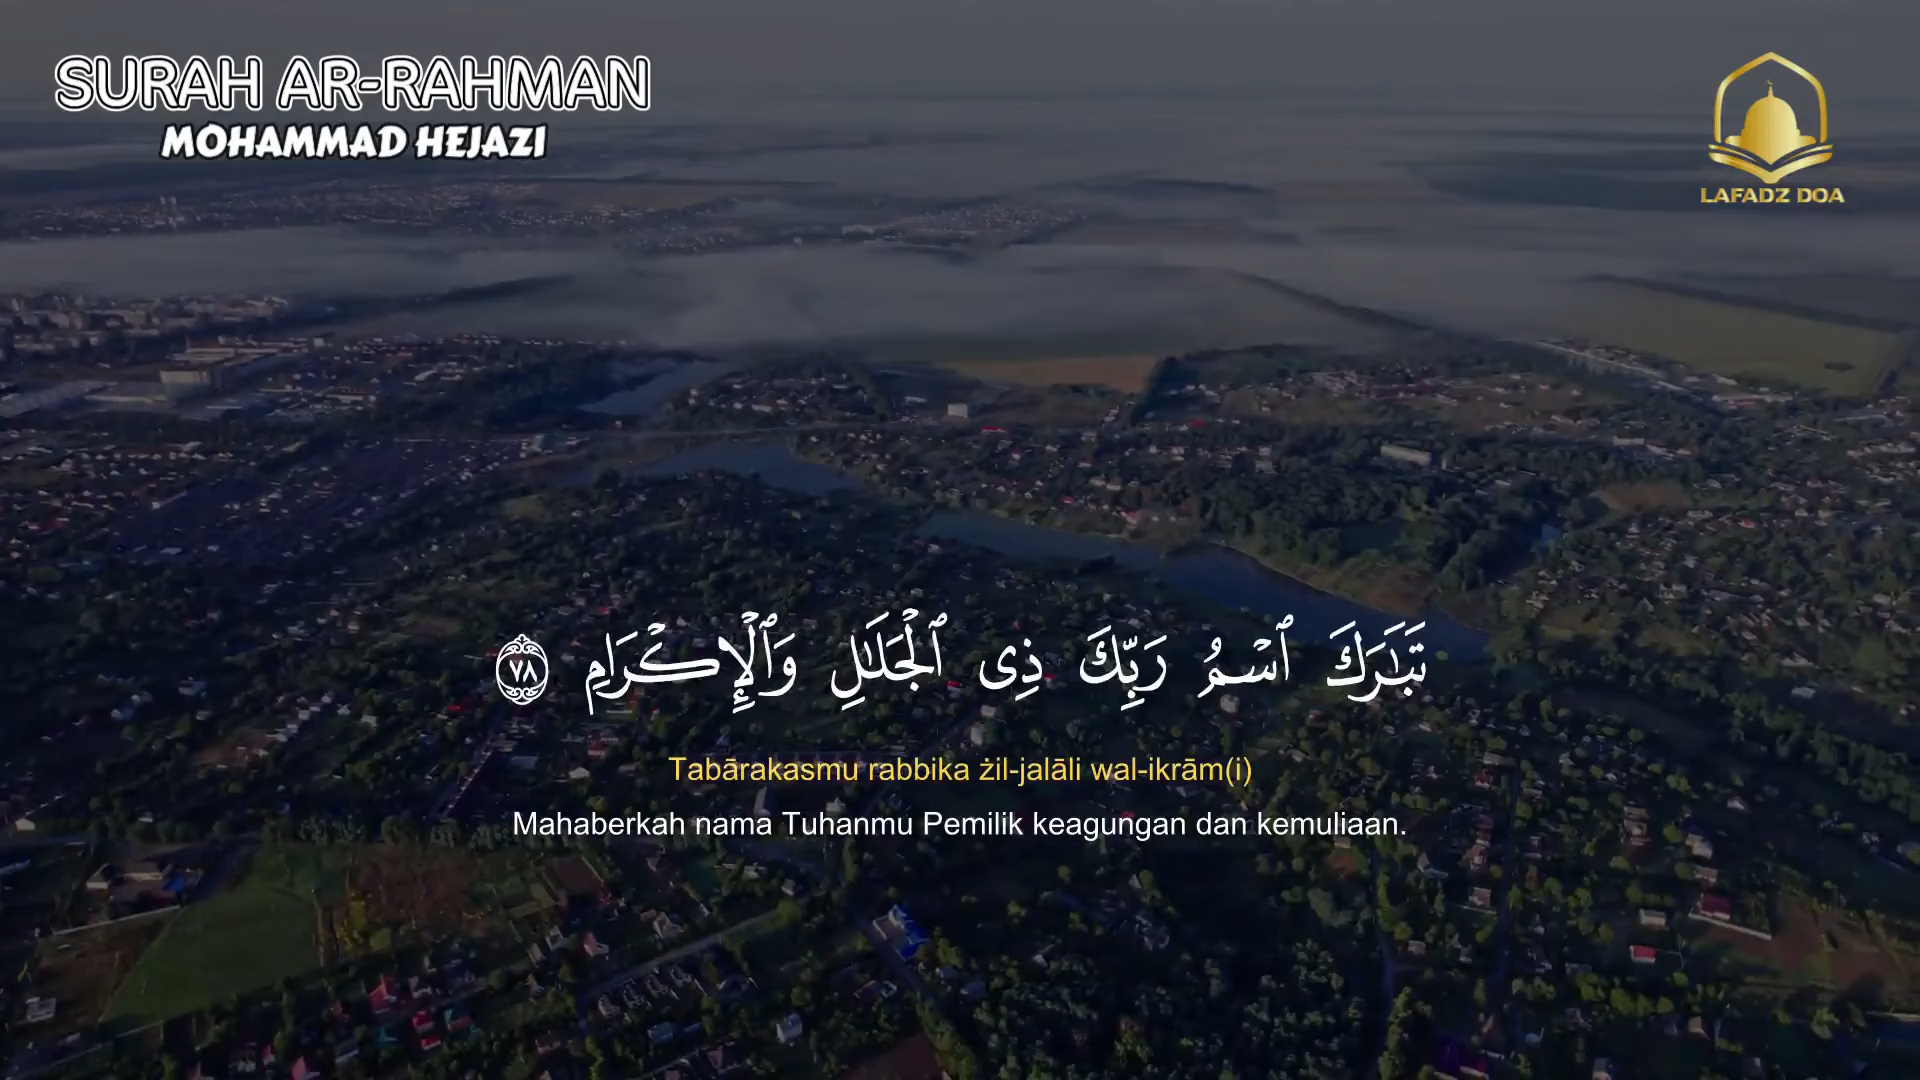 SURAH AR-RAHMAN
MOHAMMAD HEJAZI
LAFADZ DOA
تَبَٰرَكَ ٱسْمُ رَبِّكَ ذِى ٱلْجَلَٰلِ وَٱلْإِكْرَامِ ٧٨
Tabārakasmu rabbika żil-jalāli wal-ikrām(i)
Mahaberkah nama Tuhanmu Pemilik keagungan dan kemuliaan.